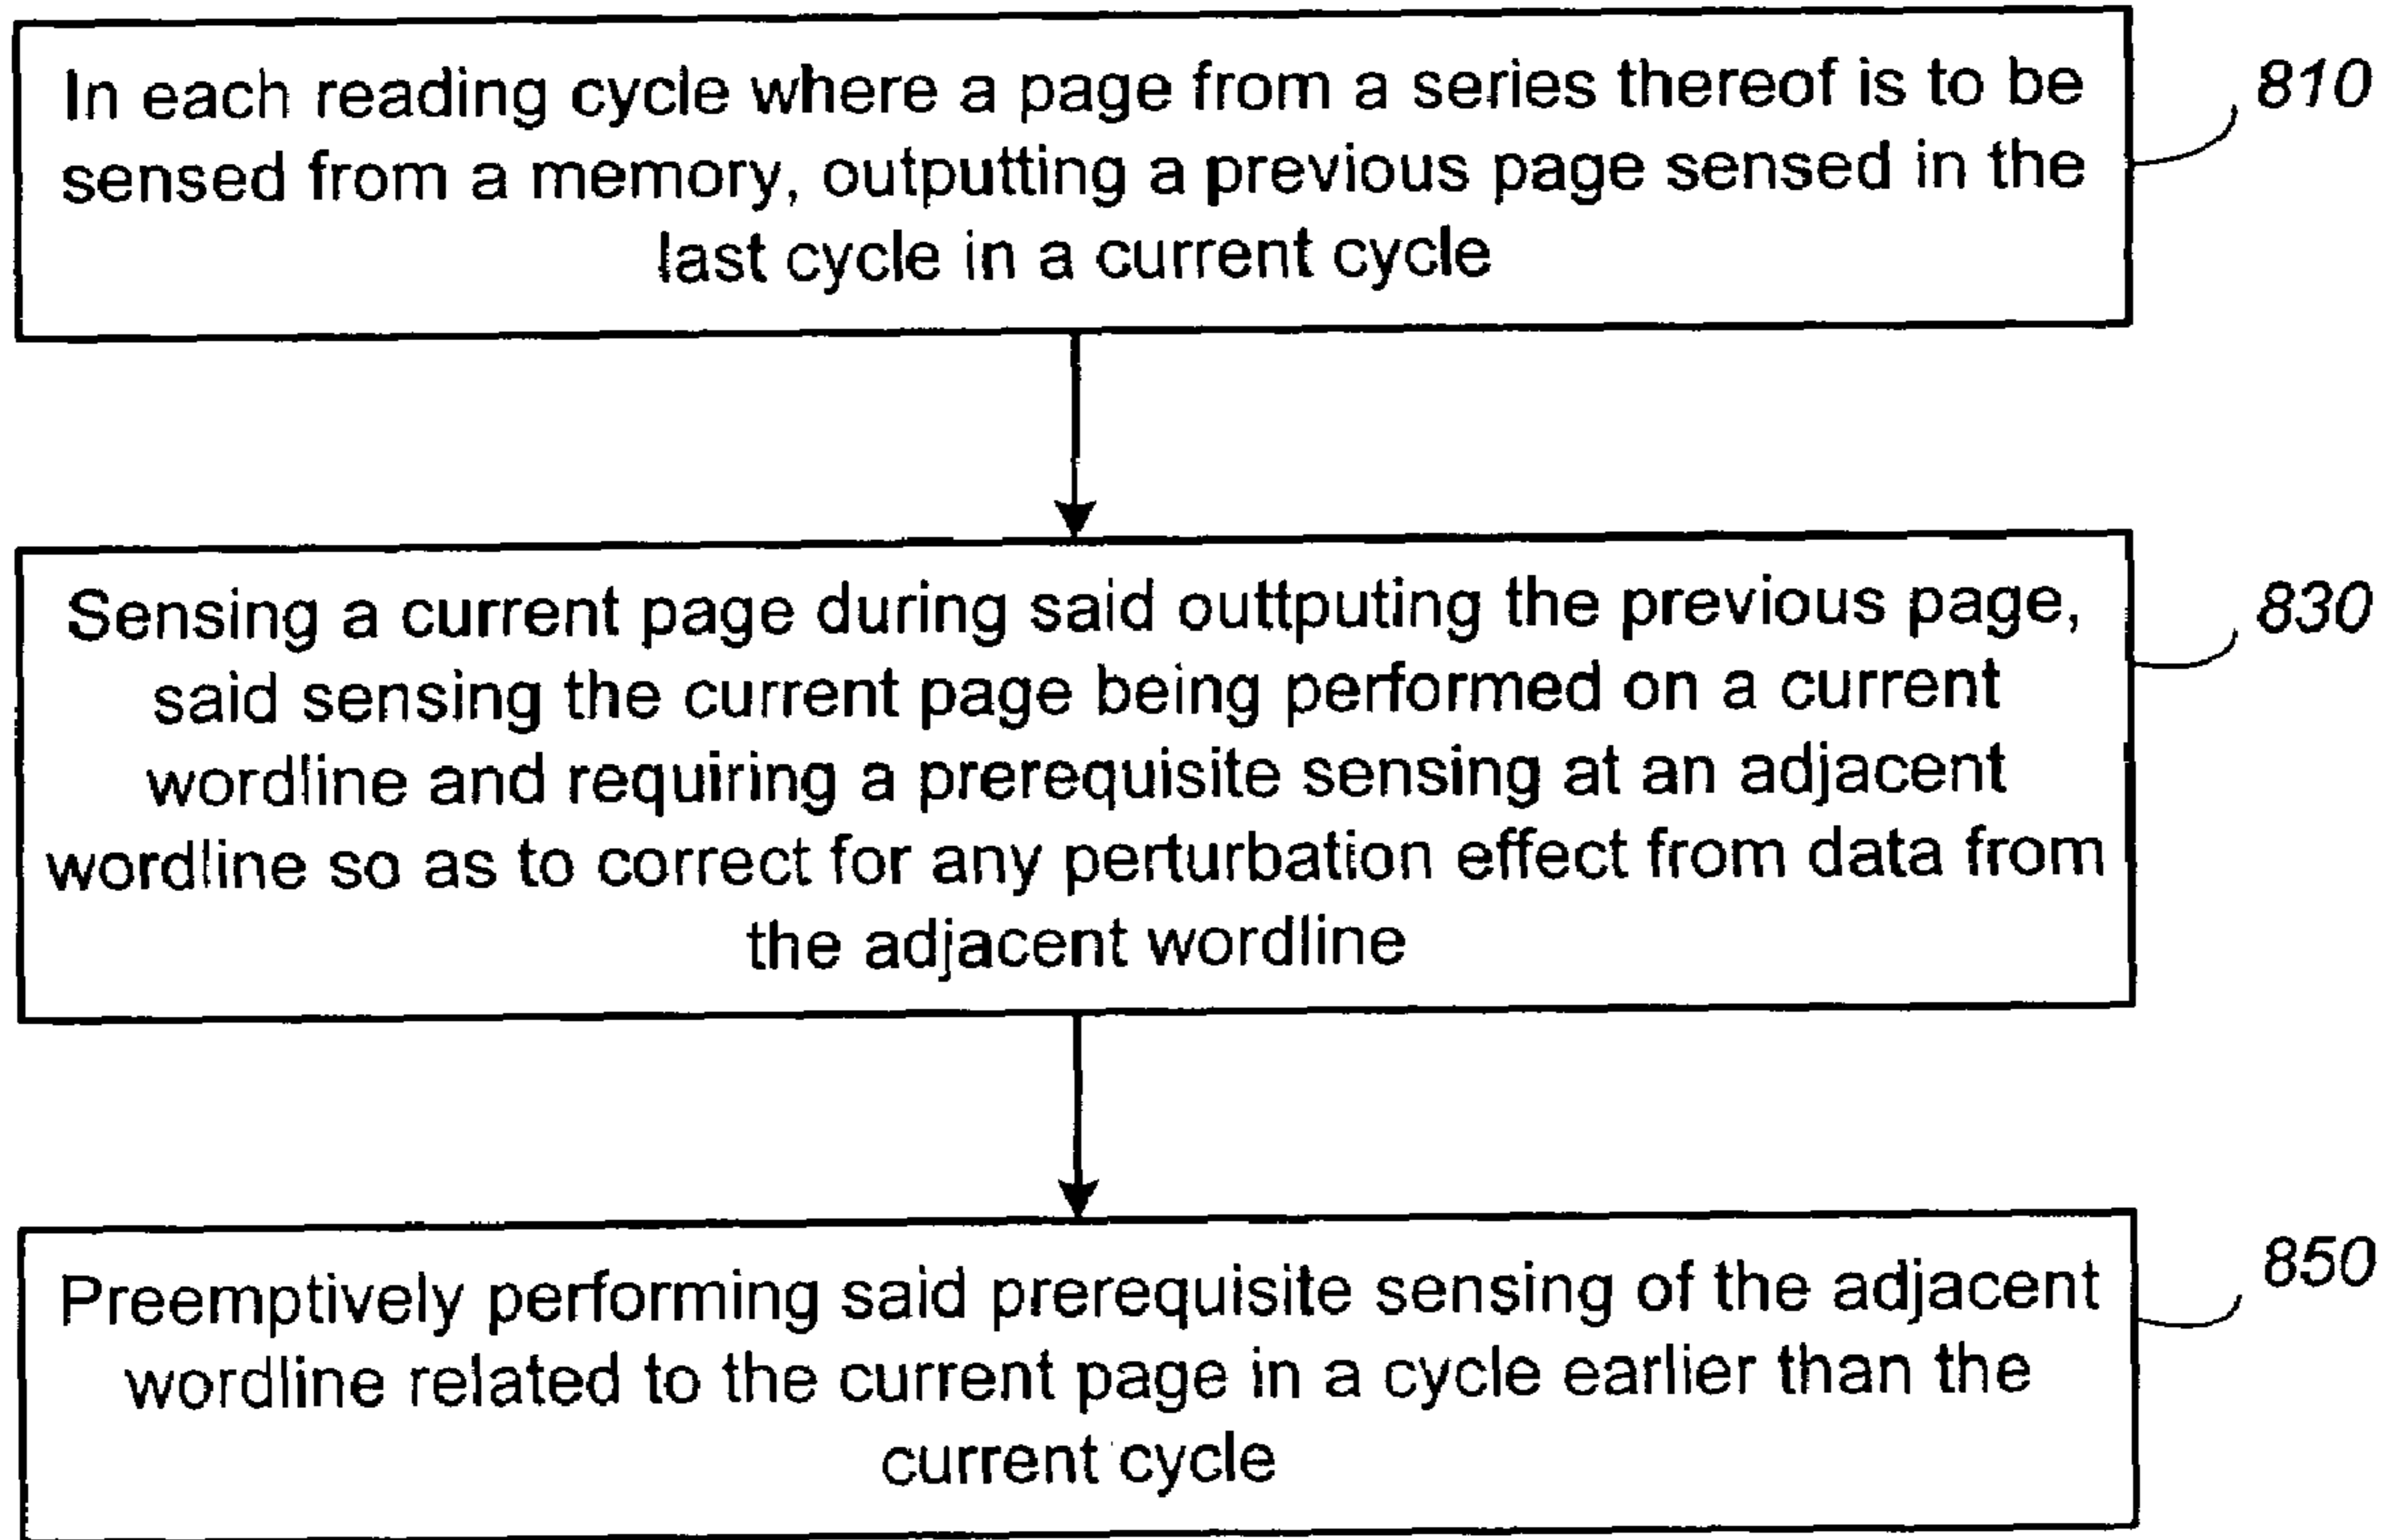 In each reading cycle where a page from a series thereof is to be
sensed from a memory, outputting a previous page sensed in the
last cycle in a current cycle
810
Sensing a current page during said outtputing the previous page,
said sensing the current page being performed on a current
wordline and requiring a prerequisite sensing at an adjacent
wordline so as to correct for any perturbation effect from data from
the adjacent wordline
830
Preemptively performing said prerequisite sensing of the adjacent
wordline related to the current page in a cycle earlier than the
current cycle
850